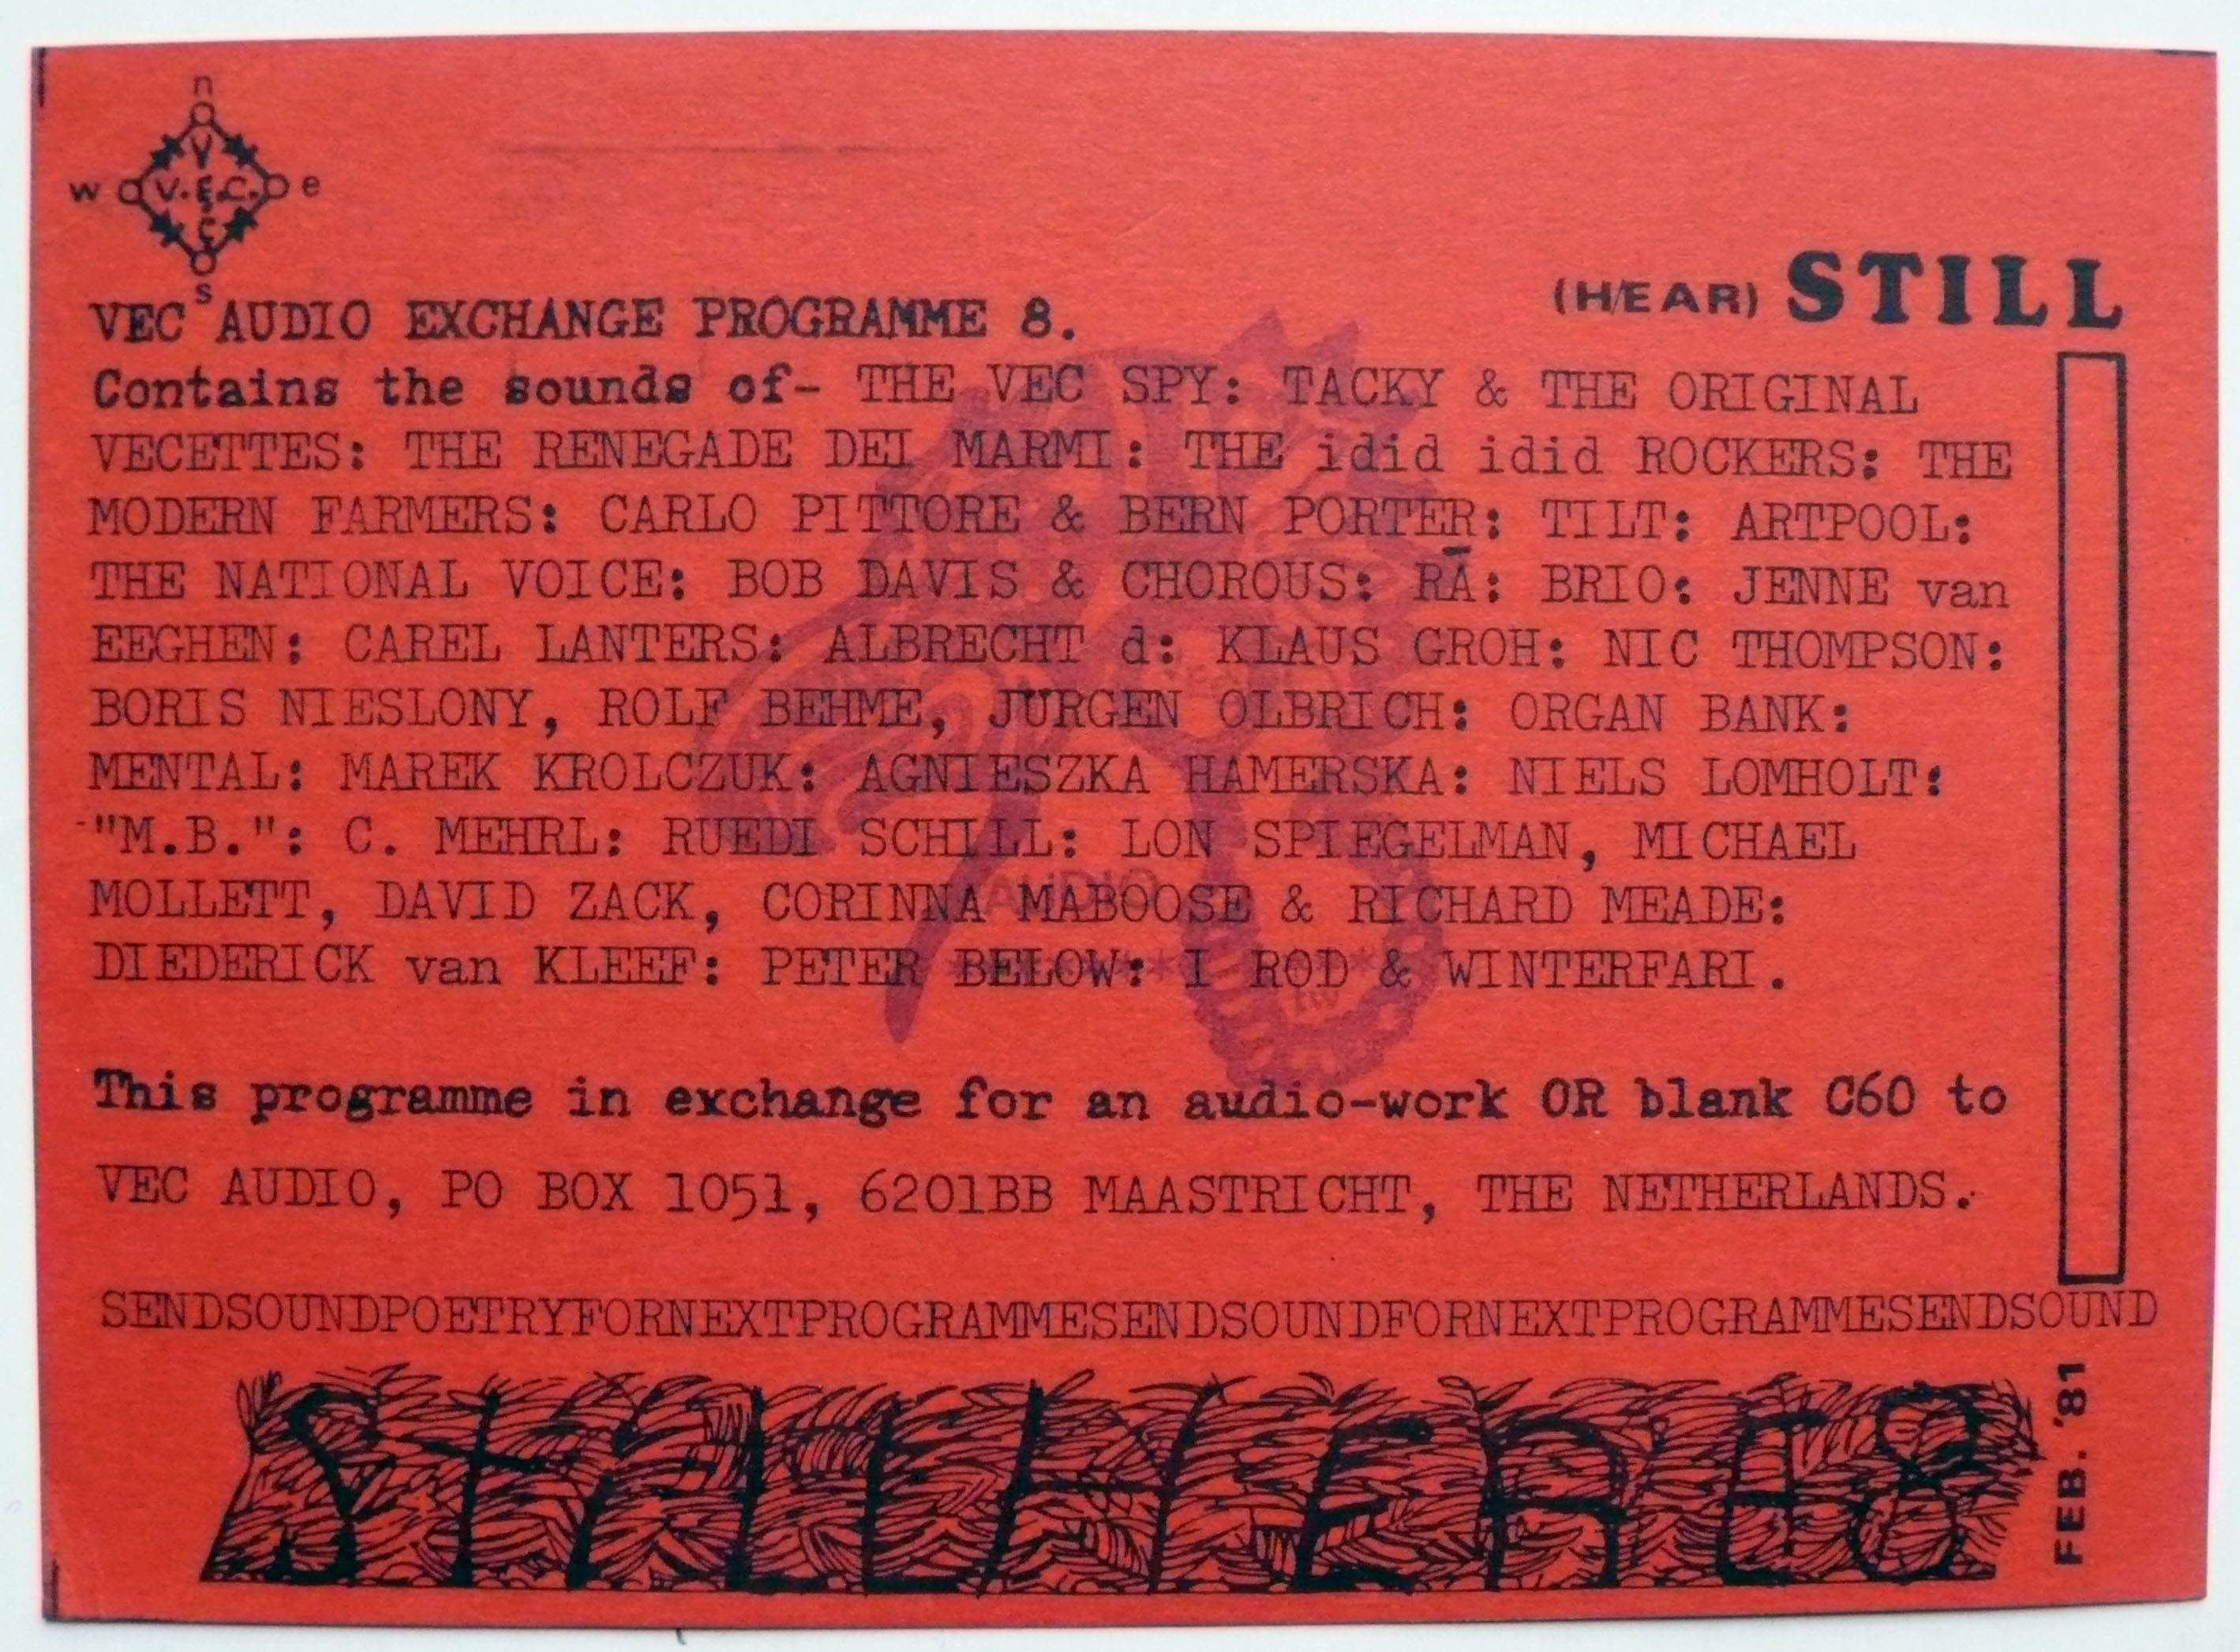 n
V
w V.E.C. e
C
s
(H/EAR) STILL
VEC AUDIO EXCHANGE PROGRAMME 8.
Contains the sounds of- THE VEC SPY: TACKY & THE ORIGINAL
VECETTES: THE RENEGADE DEI MARMI: THE idid idid ROCKERS: THE
MODERN FARMERS: CARLO PITTORE & BERN PORTER: TILT: ARTPOOL:
THE NATIONAL VOICE: BOB DAVIS & CHOROUS: RĀ: BRIO: JENNE van
EEGHEN: CAREL LANTERS: ALBRECHT d: KLAUS GROH: NIC THOMPSON:
BORIS NIESLONY, ROLF BEHME, JURGEN OLBRICH: ORGAN BANK:
MENTAL: MAREK KROLCZUK: AGNIESZKA HAMERSKA: NIELS LOMHOLT:
"M.B.": C. MEHRL: RUEDI SCHILL: LON SPIEGELMAN, MICHAEL
MOLLETT, DAVID ZACK, CORINNA MABOOSE & RICHARD MEADE:
DIEDERICK van KLEEF: PETER BELOW: I ROD & WINTERFARI.
AUDIO
This programme in exchange for an audio-work OR blank C60 to
VEC AUDIO, PO BOX 1051, 6201BB MAASTRICHT, THE NETHERLANDS.
SENDSOUNDPOETRYFORNEXTPROGRAMMESENDSOUNDFORNEXTPROGRAMMESENDSOUND
FEB. '81